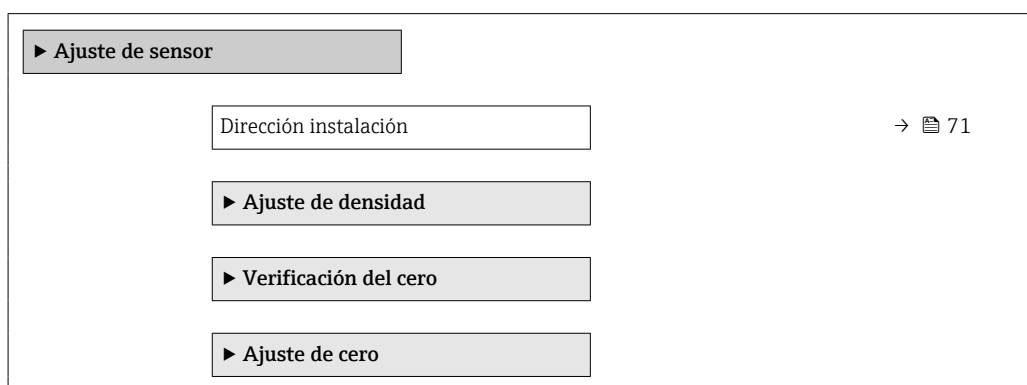 ▶ Ajuste de sensor
Dirección instalación → 🖺 71
▶ Ajuste de densidad
▶ Verificación del cero
▶ Ajuste de cero